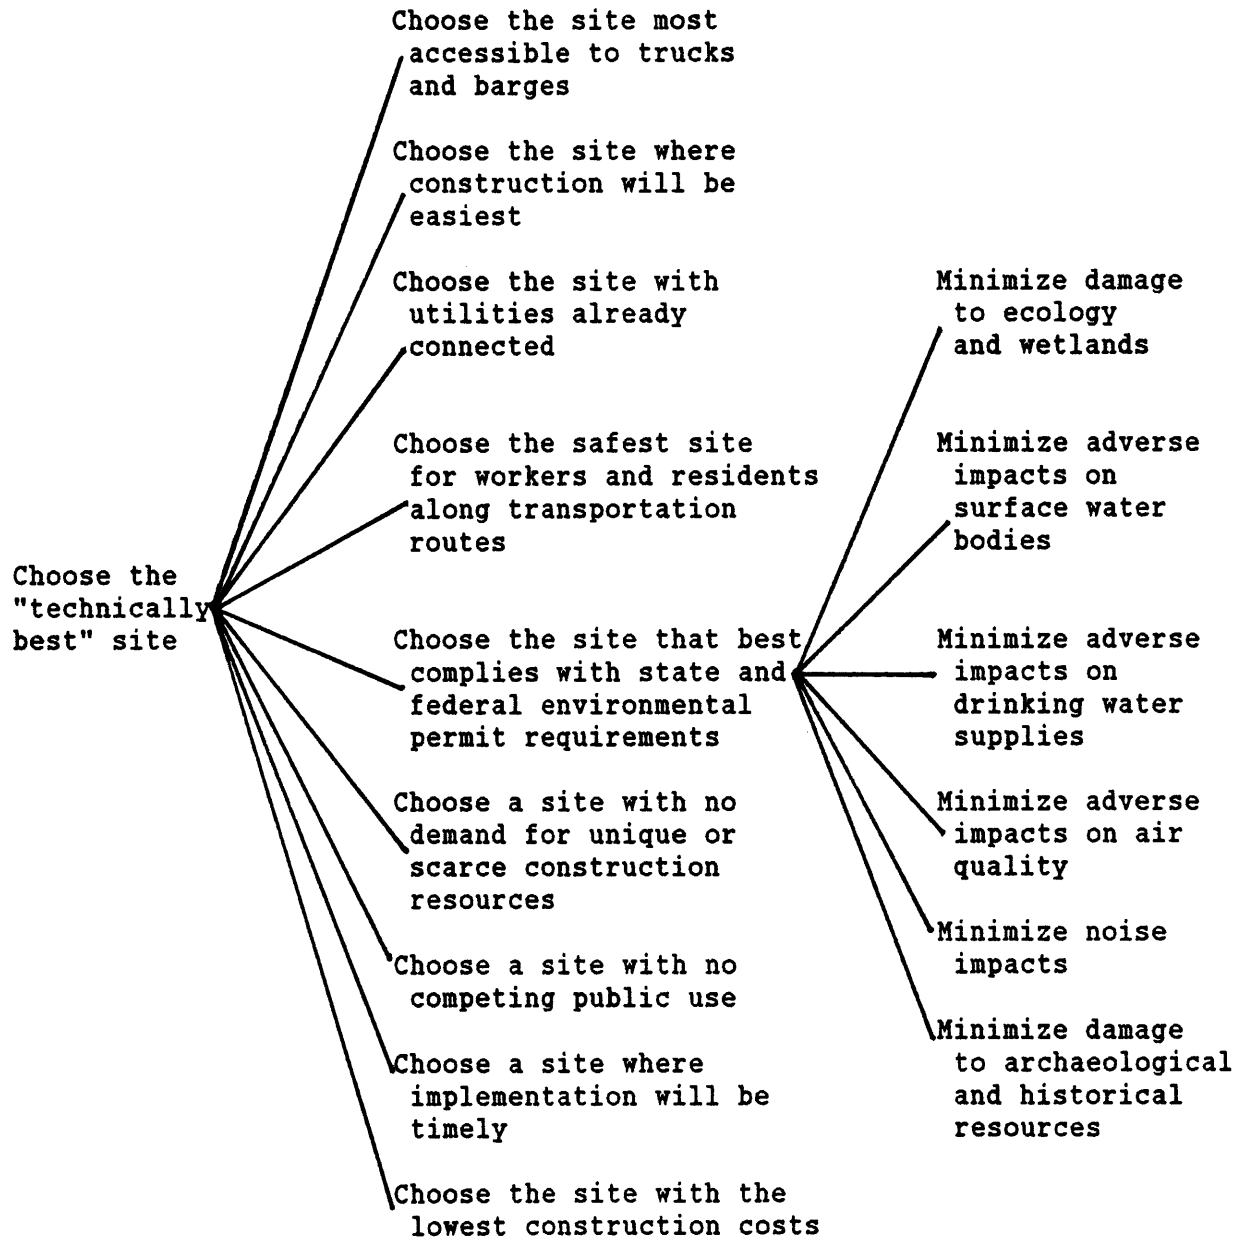 Choose the
"technically
best" site
Choose the site most
accessible to trucks
and barges
Choose the site where
construction will be
easiest
Choose the site with
utilities already
connected
Choose the safest site
for workers and residents
along transportation
routes
Choose the site that best
complies with state and
federal environmental
permit requirements
Choose a site with no
demand for unique or
scarce construction
resources
Choose a site with no
competing public use
Choose a site where
implementation will be
timely
Choose the site with the
lowest construction costs
Minimize damage
to ecology
and wetlands
Minimize adverse
impacts on
surface water
bodies
Minimize adverse
impacts on
drinking water
supplies
Minimize adverse
impacts on air
quality
Minimize noise
impacts
Minimize damage
to archaeological
and historical
resources